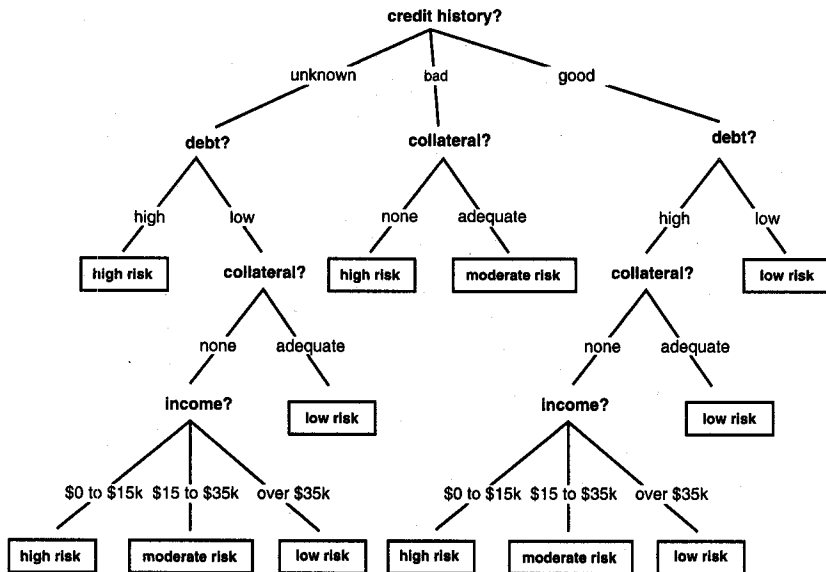 credit history?
unknown bad good
debt? collateral? debt?
high low none adequate high low
high risk collateral? high risk moderate risk collateral? low risk
none adequate none adequate
income? low risk income? low risk
$0 to $15k $15 to $35k over $35k $0 to $15k $15 to $35k over $35k
high risk moderate risk low risk high risk moderate risk low risk